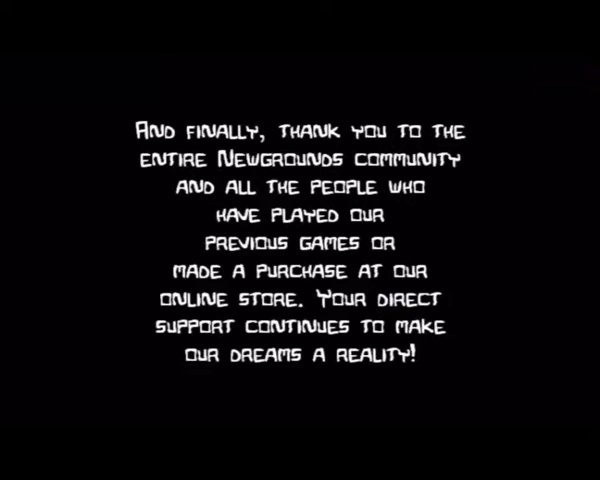 And finally, thank you to the
entire Newgrounds community
and all the people who
have played our
previous games or
made a purchase at our
online store. Your direct
support continues to make
our dreams a reality!